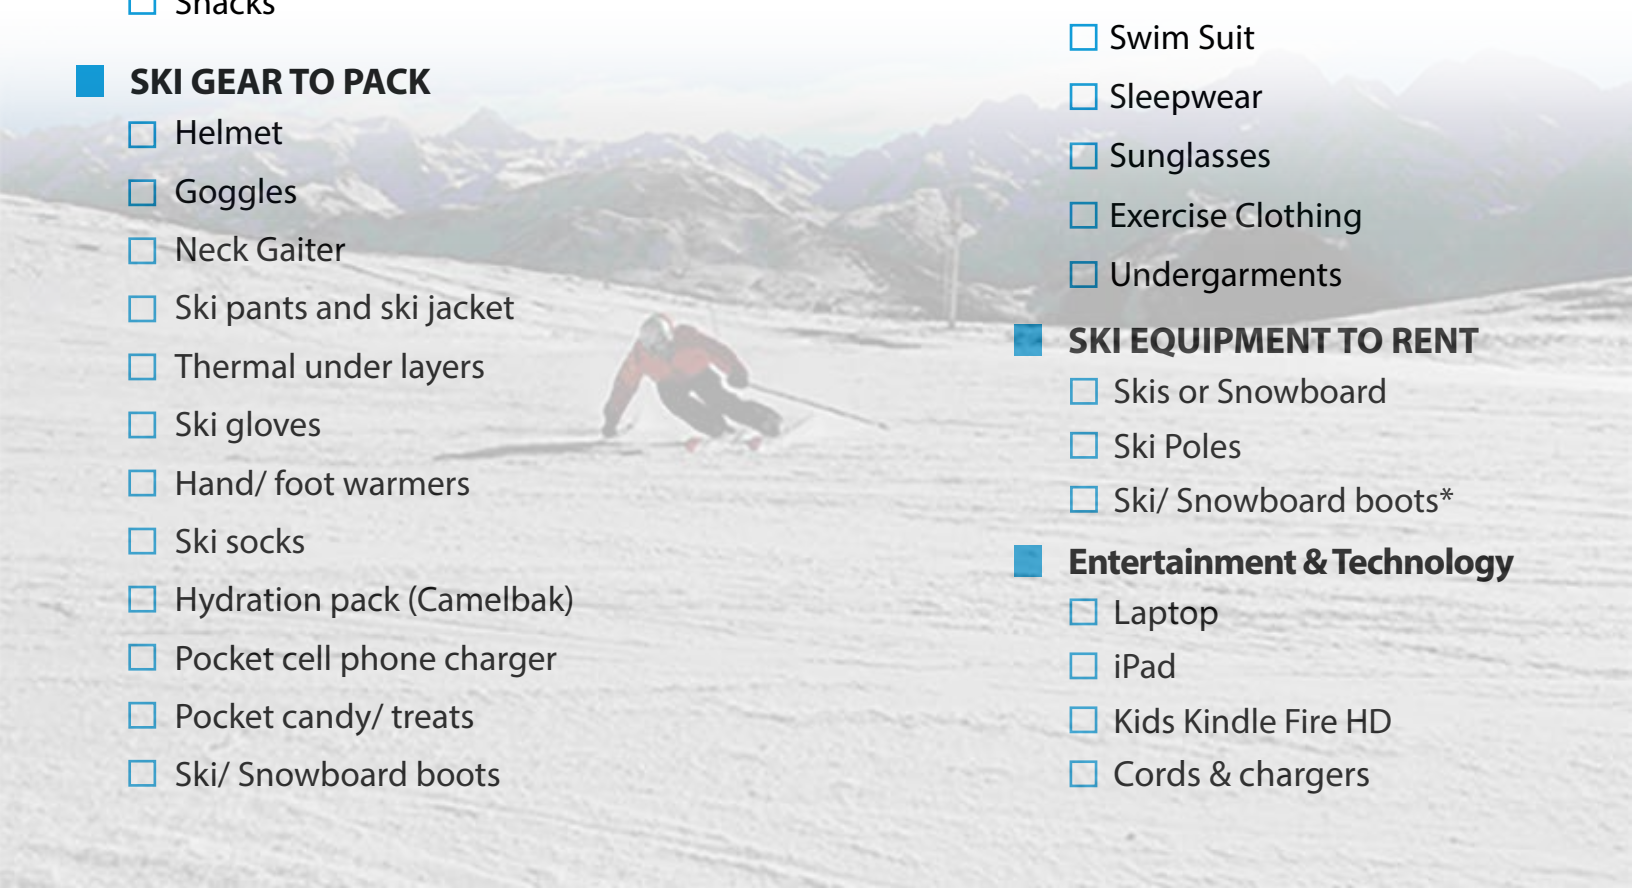 Snacks
SKI GEAR TO PACK
Helmet
Goggles
Neck Gaiter
Ski pants and ski jacket
Thermal under layers
Ski gloves
Hand/ foot warmers
Ski socks
Hydration pack (Camelbak)
Pocket cell phone charger
Pocket candy/ treats
Ski/ Snowboard boots
Swim Suit
Sleepwear
Sunglasses
Exercise Clothing
Undergarments
SKI EQUIPMENT TO RENT
Skis or Snowboard
Ski Poles
Ski/ Snowboard boots*
Entertainment & Technology
Laptop
iPad
Kids Kindle Fire HD
Cords & chargers